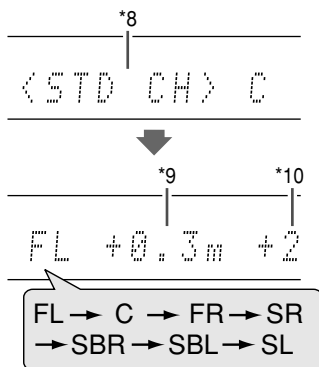 *8
<STD CH> C
*9 *10
FL +0.3m +2
FL → C → FR → SR
→ SBR → SBL → SL